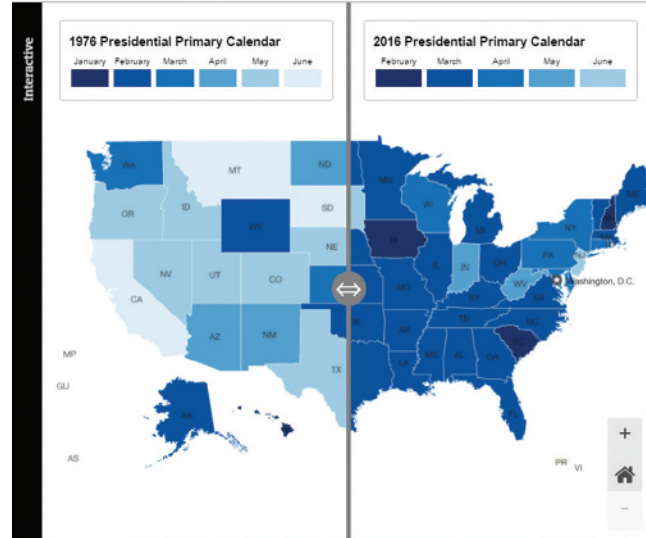 Interactive
1976 Presidential Primary Calendar
January February March April May June
2016 Presidential Primary Calendar
February March April May June
WA
MT
ND
MN
ME
OR
ID
SD
WI
MI
NY
WY
IA
NE
PA
NJ
NV
UT
CO
IL
IN
OH
WV
Washington, D.C.
CA
MO
KY
VA
AZ
NM
OK
AR
TN
NC
SC
TX
LA
MS
AL
GA
MP
GU
AK
FL
AS
PR
VI
+
−